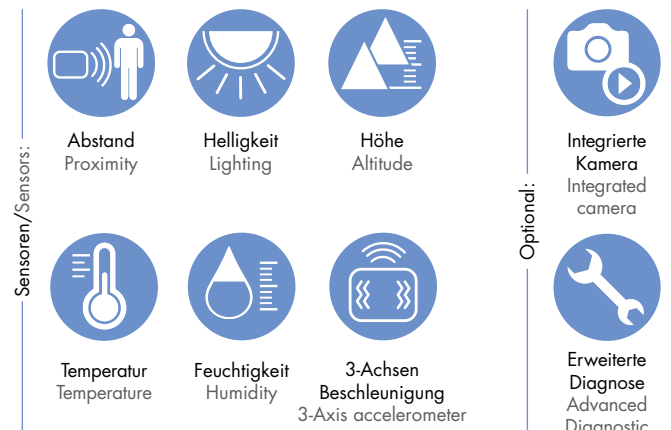 Sensoren/Sensors:
Abstand
Proximity
Helligkeit
Lighting
Höhe
Altitude
Temperatur
Temperature
Feuchtigkeit
Humidity
3-Achsen
Beschleunigung
3-Axis accelerometer
Optional:
Integrierte
Kamera
Integrated
camera
Erweiterte
Diagnose
Advanced
Diagnostic